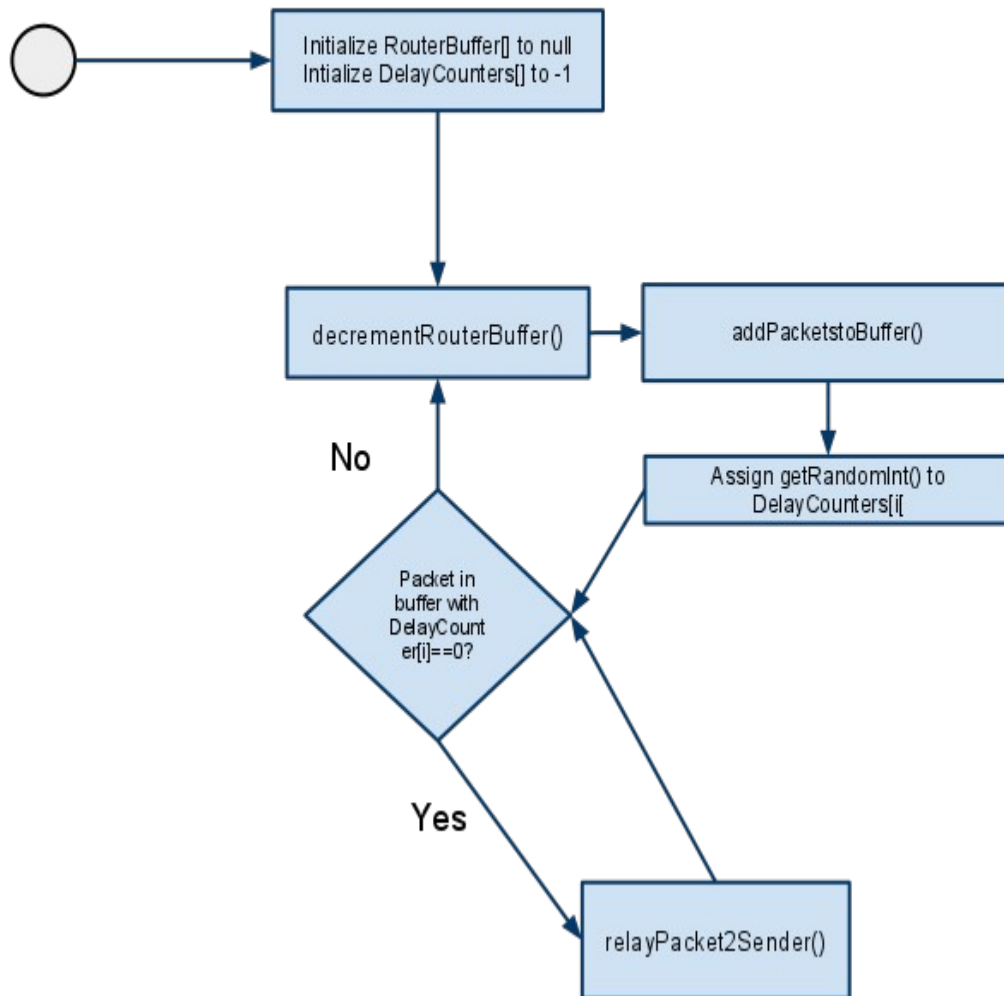 Initialize RouterBuffer[] to null
Intialize DelayCounters[] to -1
decrementRouterBuffer()
addPacketstoBuffer()
Assign getRandomInt() to
DelayCounters[i[
No
Packet in
buffer with
DelayCount
er[i]==0?
Yes
relayPacket2Sender()